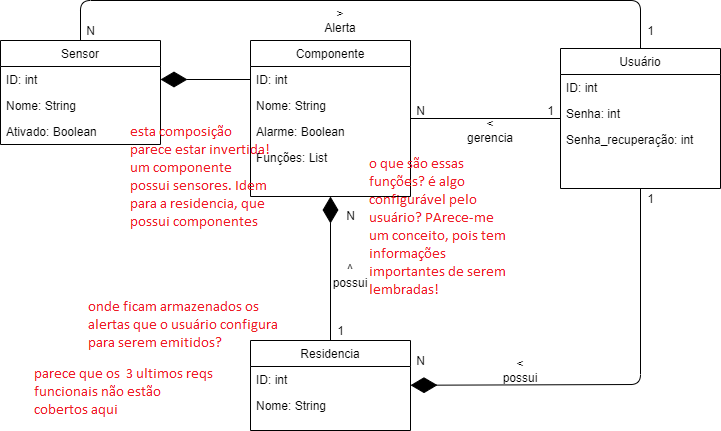 >
Alerta
N
1
Sensor
ID: int
Nome: String
Ativado: Boolean
Componente
ID: int
Nome: String
Alarme: Boolean
Funções: List
Usuário
ID: int
Senha: int
Senha_recuperação: int
N
1
<
gerencia
esta composição
parece estar invertida!
um componente
possui sensores. Idem
para a residencia, que
possui componentes
o que são essas
funções? é algo
configurável pelo
usuário? PArece-me
um conceito, pois tem
informações
importantes de serem
lembradas!
N
1
^
possui
1
onde ficam armazenados os
alertas que o usuário configura
para serem emitidos?
parece que os 3 ultimos reqs
funcionais não estão
cobertos aqui
Residencia
ID: int
Nome: String
N
<
possui